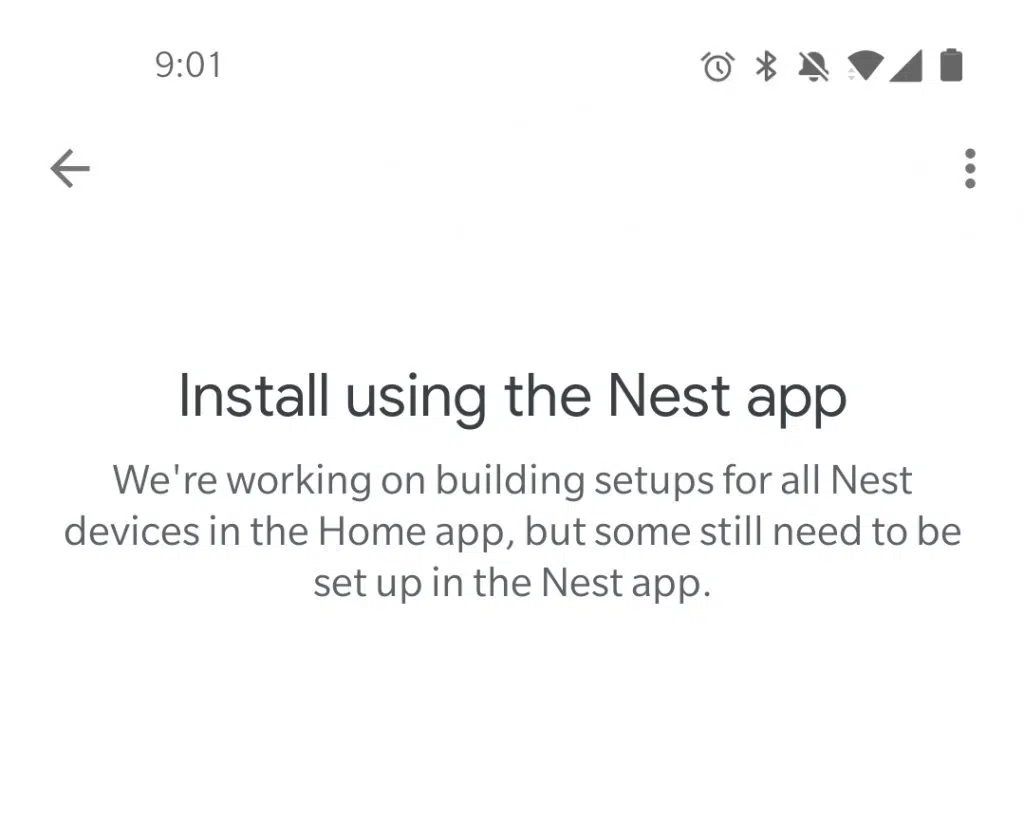 9:01
Install using the Nest app
We're working on building setups for all Nest
devices in the Home app, but some still need to be
set up in the Nest app.